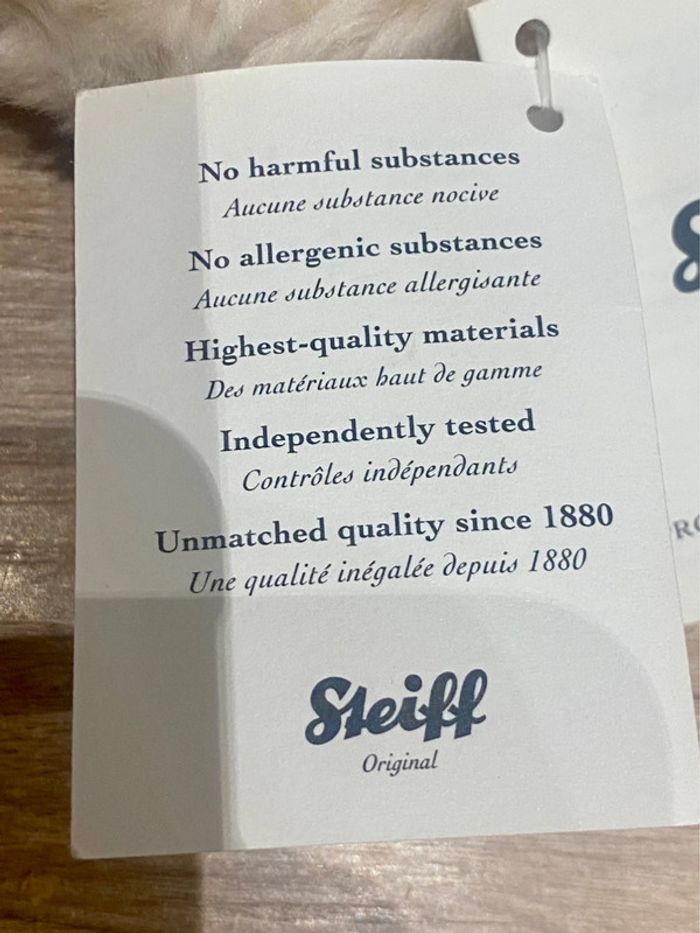 No harmful substances
Aucune substance nocive
No allergenic substances
Aucune substance allergisante
Highest-quality materials
Des matériaux haut de gamme
Independently tested
Contrôles indépendants
Unmatched quality since 1880
Une qualité inégalée depuis 1880
Steiff
Original